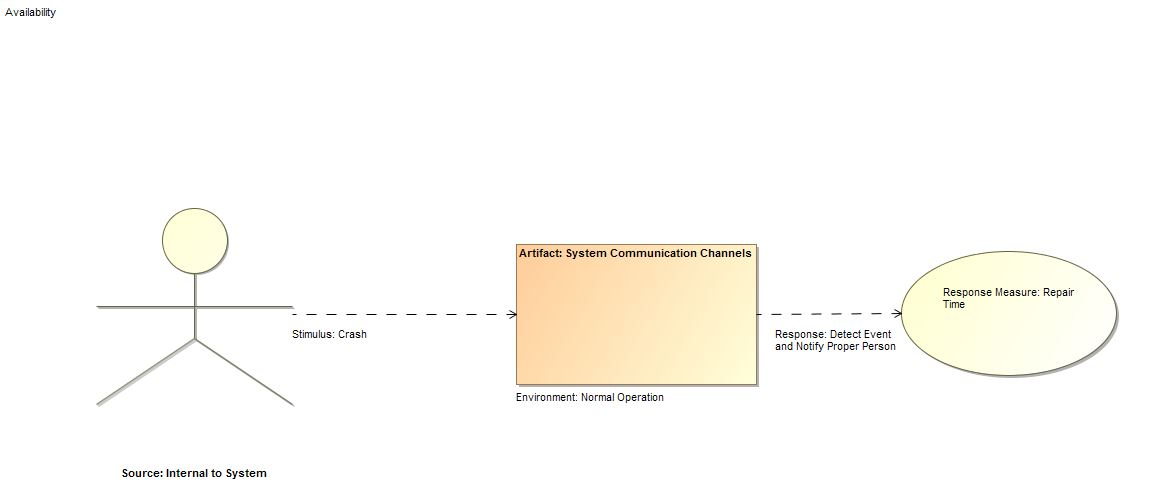 Availability
Artifact: System Communication Channels
Response Measure: Repair
Time
Stimulus: Crash
Response: Detect Event
and Notify Proper Person
Environment: Normal Operation
Source: Internal to System